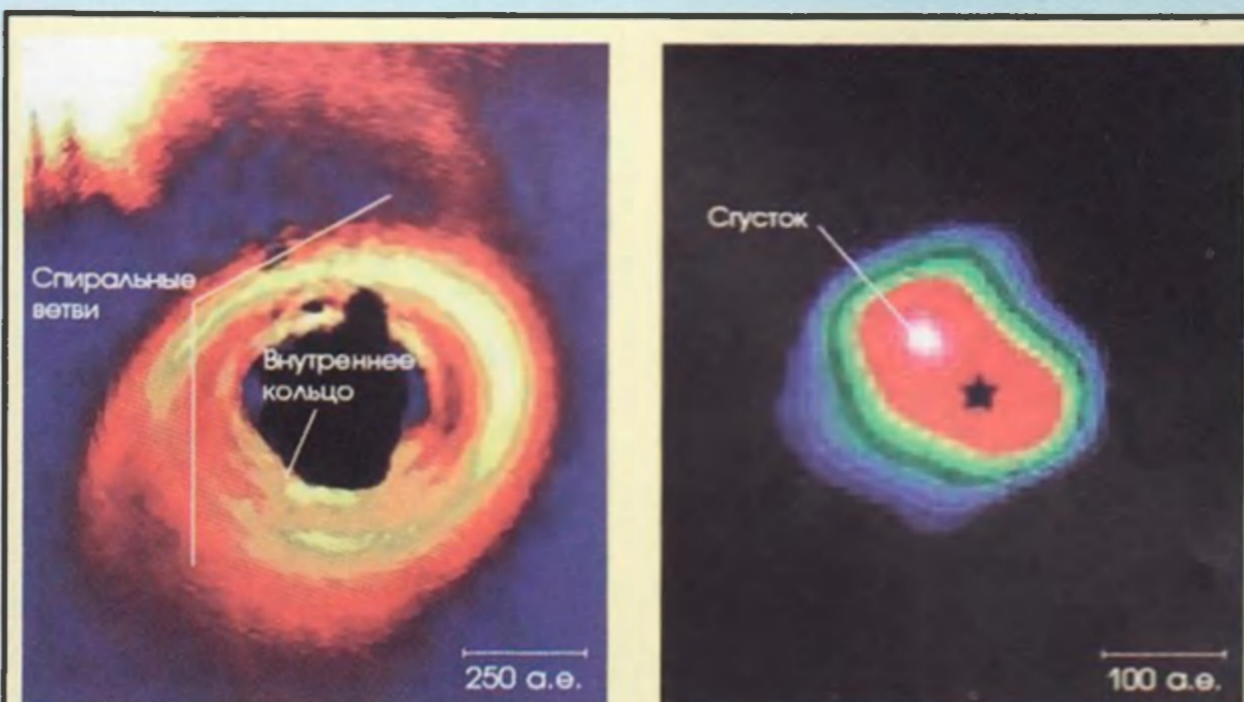 Спиральные
ветви
Внутреннее
кольцо
250 а.е.
Сгусток
100 а.е.